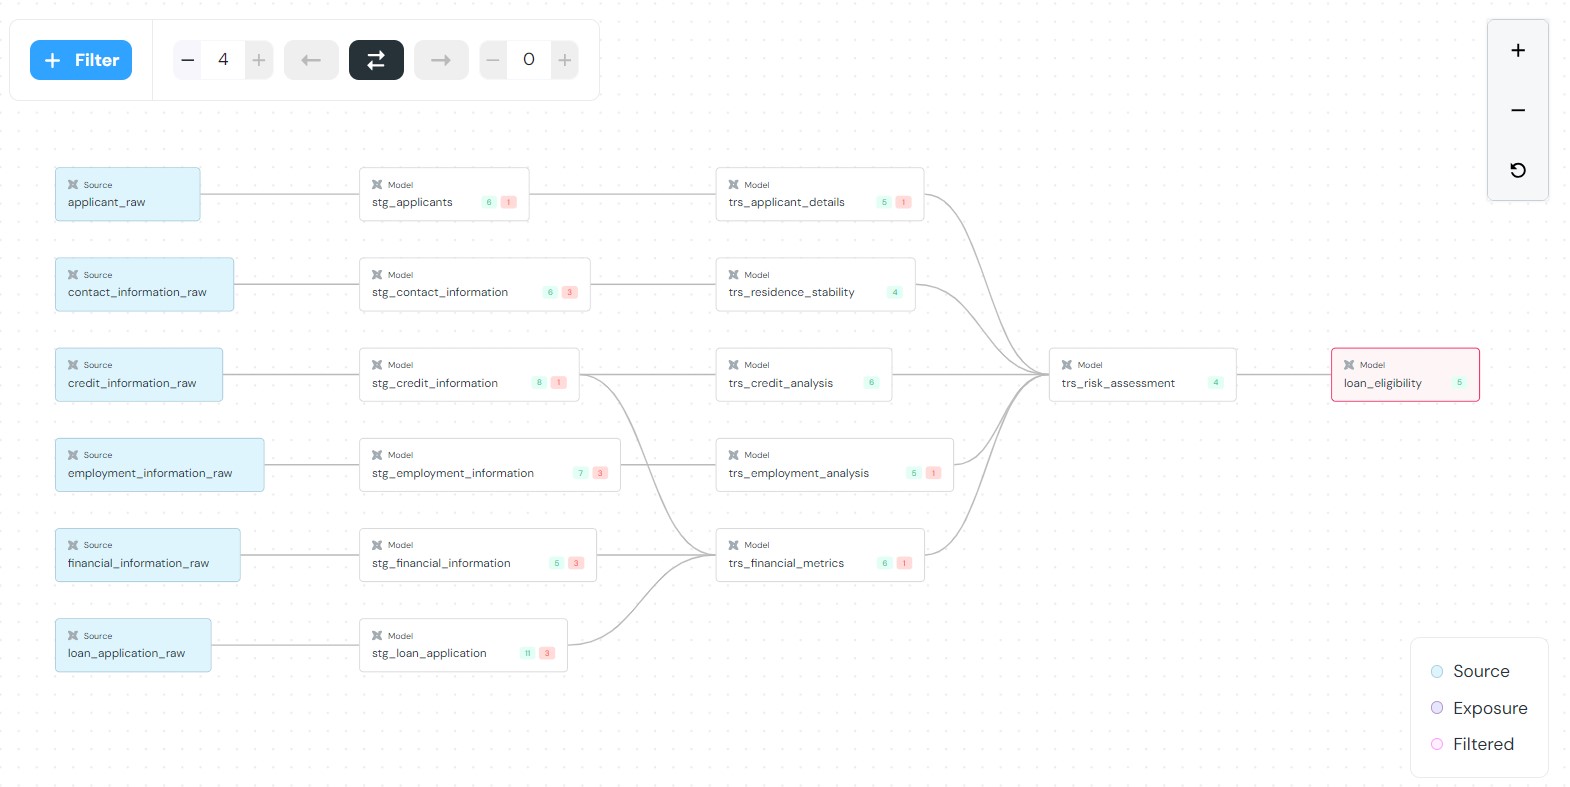 + Filter
− 4 +
− 0 +
Source
applicant_raw
Model
stg_applicants 6 1
Model
trs_applicant_details 5 1
Source
contact_information_raw
Model
stg_contact_information 6 3
Model
trs_residence_stability 4
Source
credit_information_raw
Model
stg_credit_information 8 1
Model
trs_credit_analysis 6
Model
trs_risk_assessment 4
Model
loan_eligibility 5
Source
employment_information_raw
Model
stg_employment_information 7 3
Model
trs_employment_analysis 5 1
Source
financial_information_raw
Model
stg_financial_information 5 3
Model
trs_financial_metrics 6 1
Source
loan_application_raw
Model
stg_loan_application 11 3
Source
Exposure
Filtered